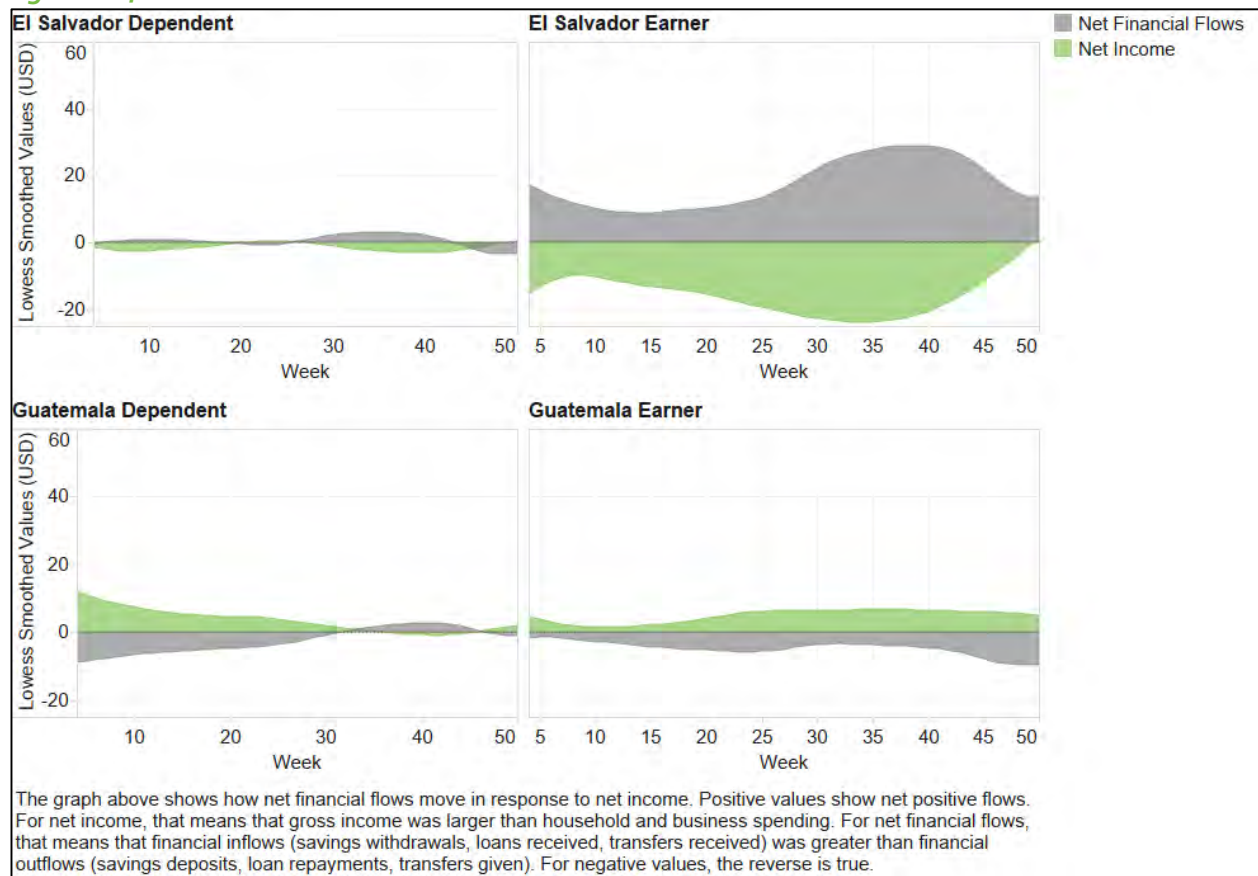 El Salvador Dependent
El Salvador Earner
Net Financial Flows
Net Income
Lowess Smoothed Values (USD)
60
40
20
0
-20
10 20 30 40 50
Week
5 10 15 20 25 30 35 40 45 50
Week
Guatemala Dependent
Guatemala Earner
Lowess Smoothed Values (USD)
60
40
20
0
-20
10 20 30 40 50
Week
5 10 15 20 25 30 35 40 45 50
Week
The graph above shows how net financial flows move in response to net income. Positive values show net positive flows.
For net income, that means that gross income was larger than household and business spending. For net financial flows,
that means that financial inflows (savings withdrawals, loans received, transfers received) was greater than financial
outflows (savings deposits, loan repayments, transfers given). For negative values, the reverse is true.